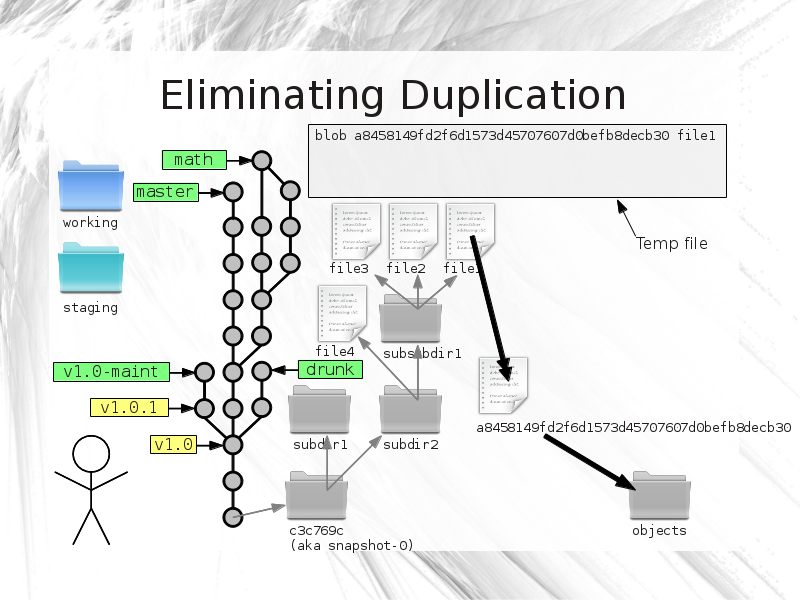 Eliminating Duplication
blob a8458149fd2f6d1573d45707607d0befb8decb30 file1
math
master
working
Temp file
file3
file2
file1
staging
file4
subsubdir1
v1.0-maint
drunk
v1.0.1
a8458149fd2f6d1573d45707607d0befb8decb30
v1.0
subdir1
subdir2
c3c769c
(aka snapshot-0)
objects